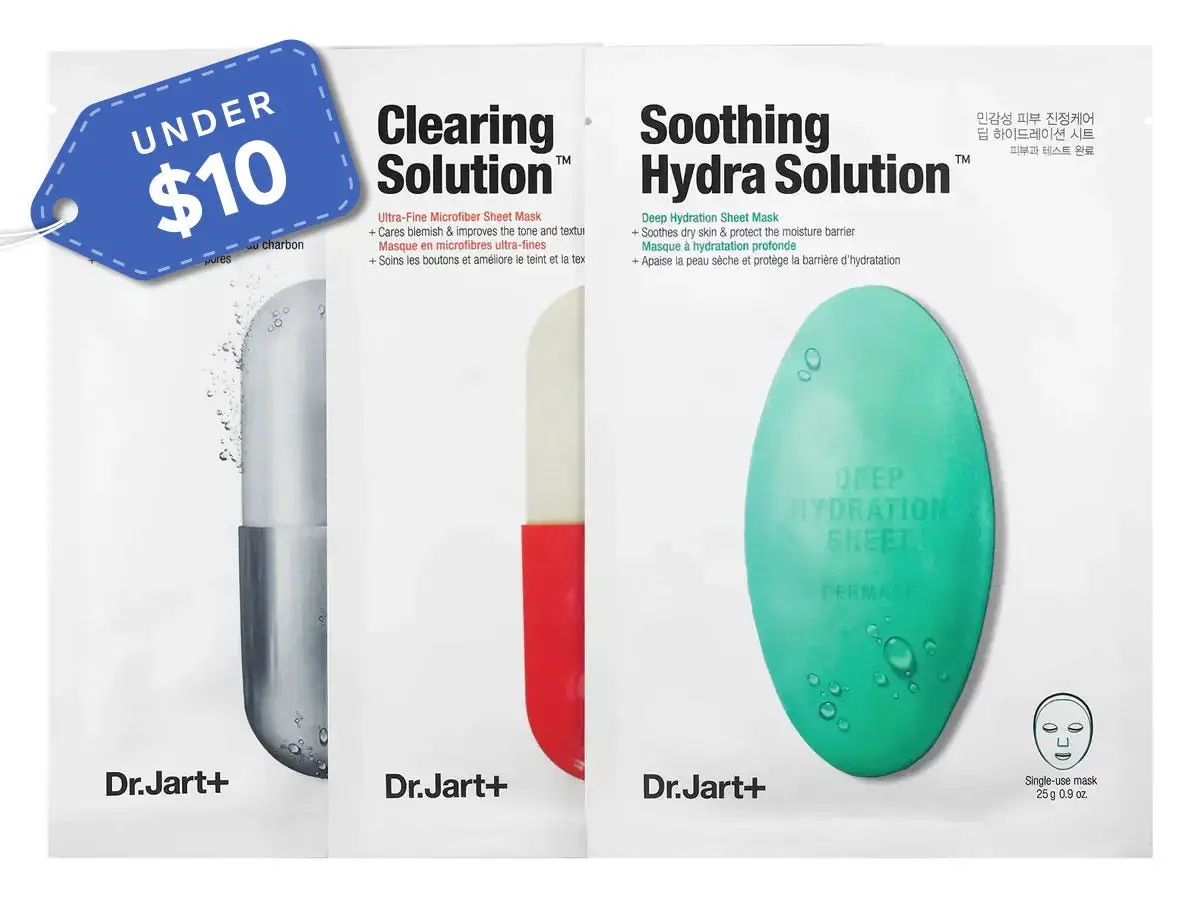 UNDER
$10
au charbon
+
pores
Dr.Jart+
Clearing
Solution™
Ultra-Fine Microfiber Sheet Mask
+ Cares blemish & improves the tone and textur
Masque en microfibres ultra-fines
+ Soins les boutons et améliore le teint et la tex
Dr.Jart+
Soothing
Hydra Solution™
민감성 피부 진정케어
딥 하이드레이션 시트
피부과 테스트 완료
Deep Hydration Sheet Mask
+ Soothes dry skin & protect the moisture barrier
Masque à hydratation profonde
+ Apaise la peau sèche et protège la barrière d'hydratation
DEEP
HYDRATION
SHEET
DERMASK
Dr.Jart+
Single-use mask
25 g 0.9 oz.